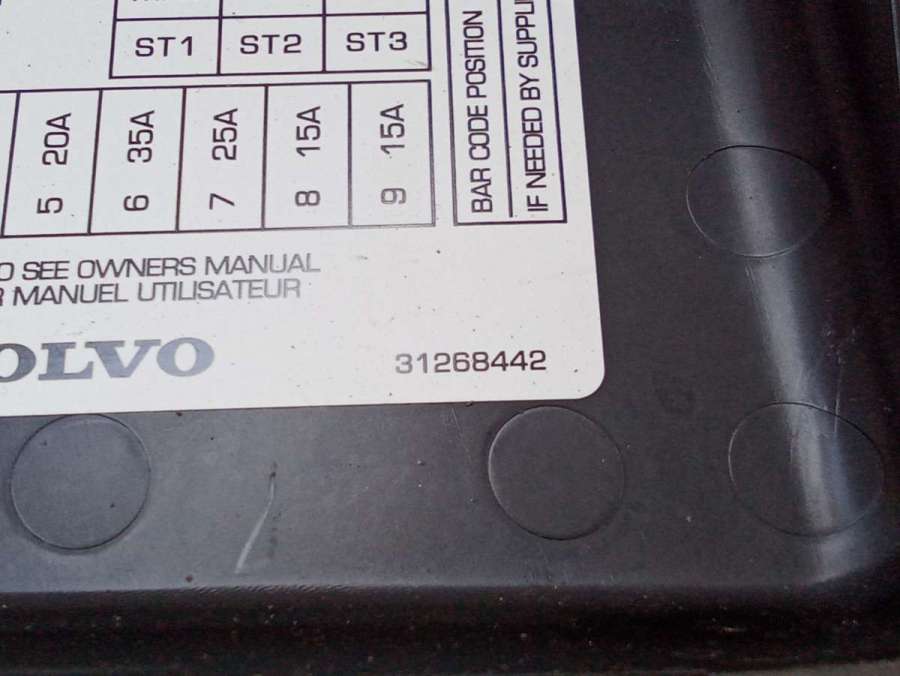 ST1 ST2 ST3
5 20A
6 35A
7 25A
8 15A
9 15A
BAR CODE POSITION
IF NEEDED BY
SEE OWNERS MANUAL
MANUEL UTILISATEUR
OLVO
31268442